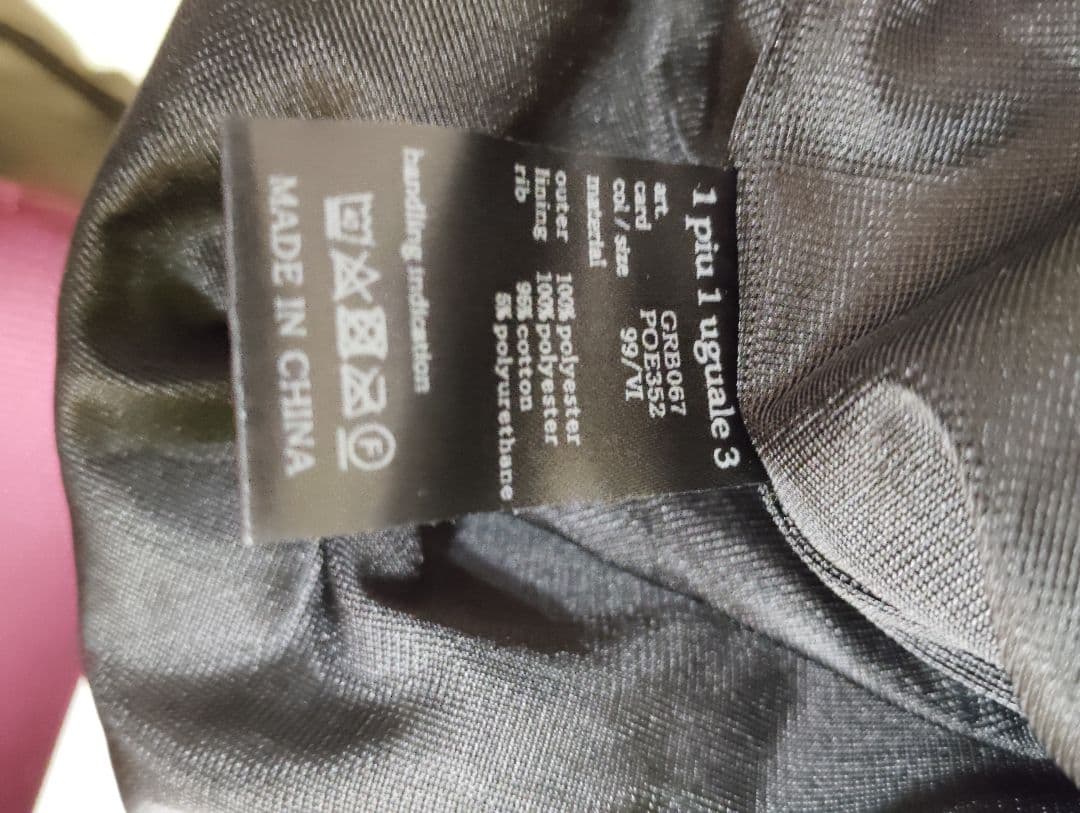 1 piu 1 uguale 3
art. GRB067
card POE352
col / size 99/VI
material
outer 100% polyester
lining 100% polyester
rib 95% cotton
5% polyurethane
handling indication
F
MADE IN CHINA